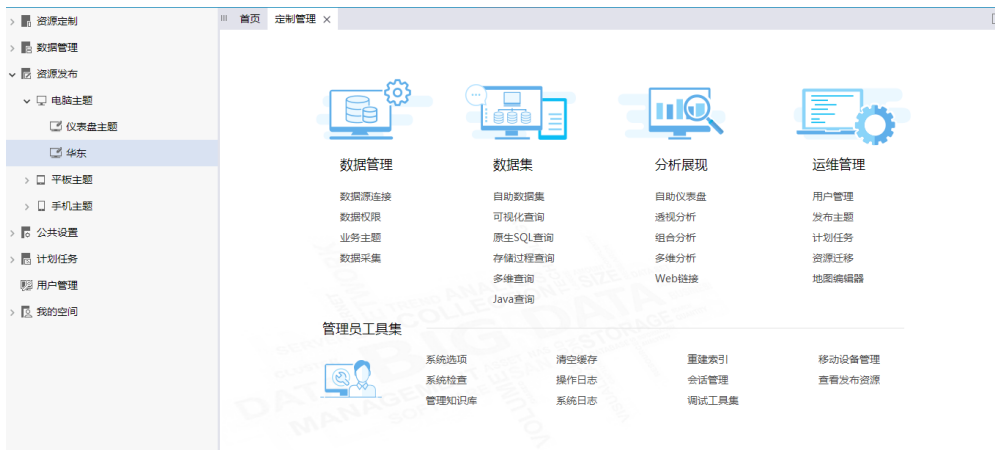 资源定制
数据管理
资源发布
电脑主题
仪表盘主题
华东
平板主题
手机主题
公共设置
计划任务
用户管理
我的空间
首页 定制管理
数据管理 数据集 分析展现 运维管理
数据源连接 自助数据集 自助仪表盘 用户管理
数据权限 可视化查询 透视分析 发布主题
业务主题 原生SQL查询 组合分析 计划任务
数据采集 存储过程查询 多维分析 资源迁移
多维查询 Web链接 地图编辑器
Java查询
管理员工具集
系统选项 清空缓存 重建索引 移动设备管理
系统检查 操作日志 会话管理 查看发布资源
管理知识库 系统日志 调试工具集
BIG DATA